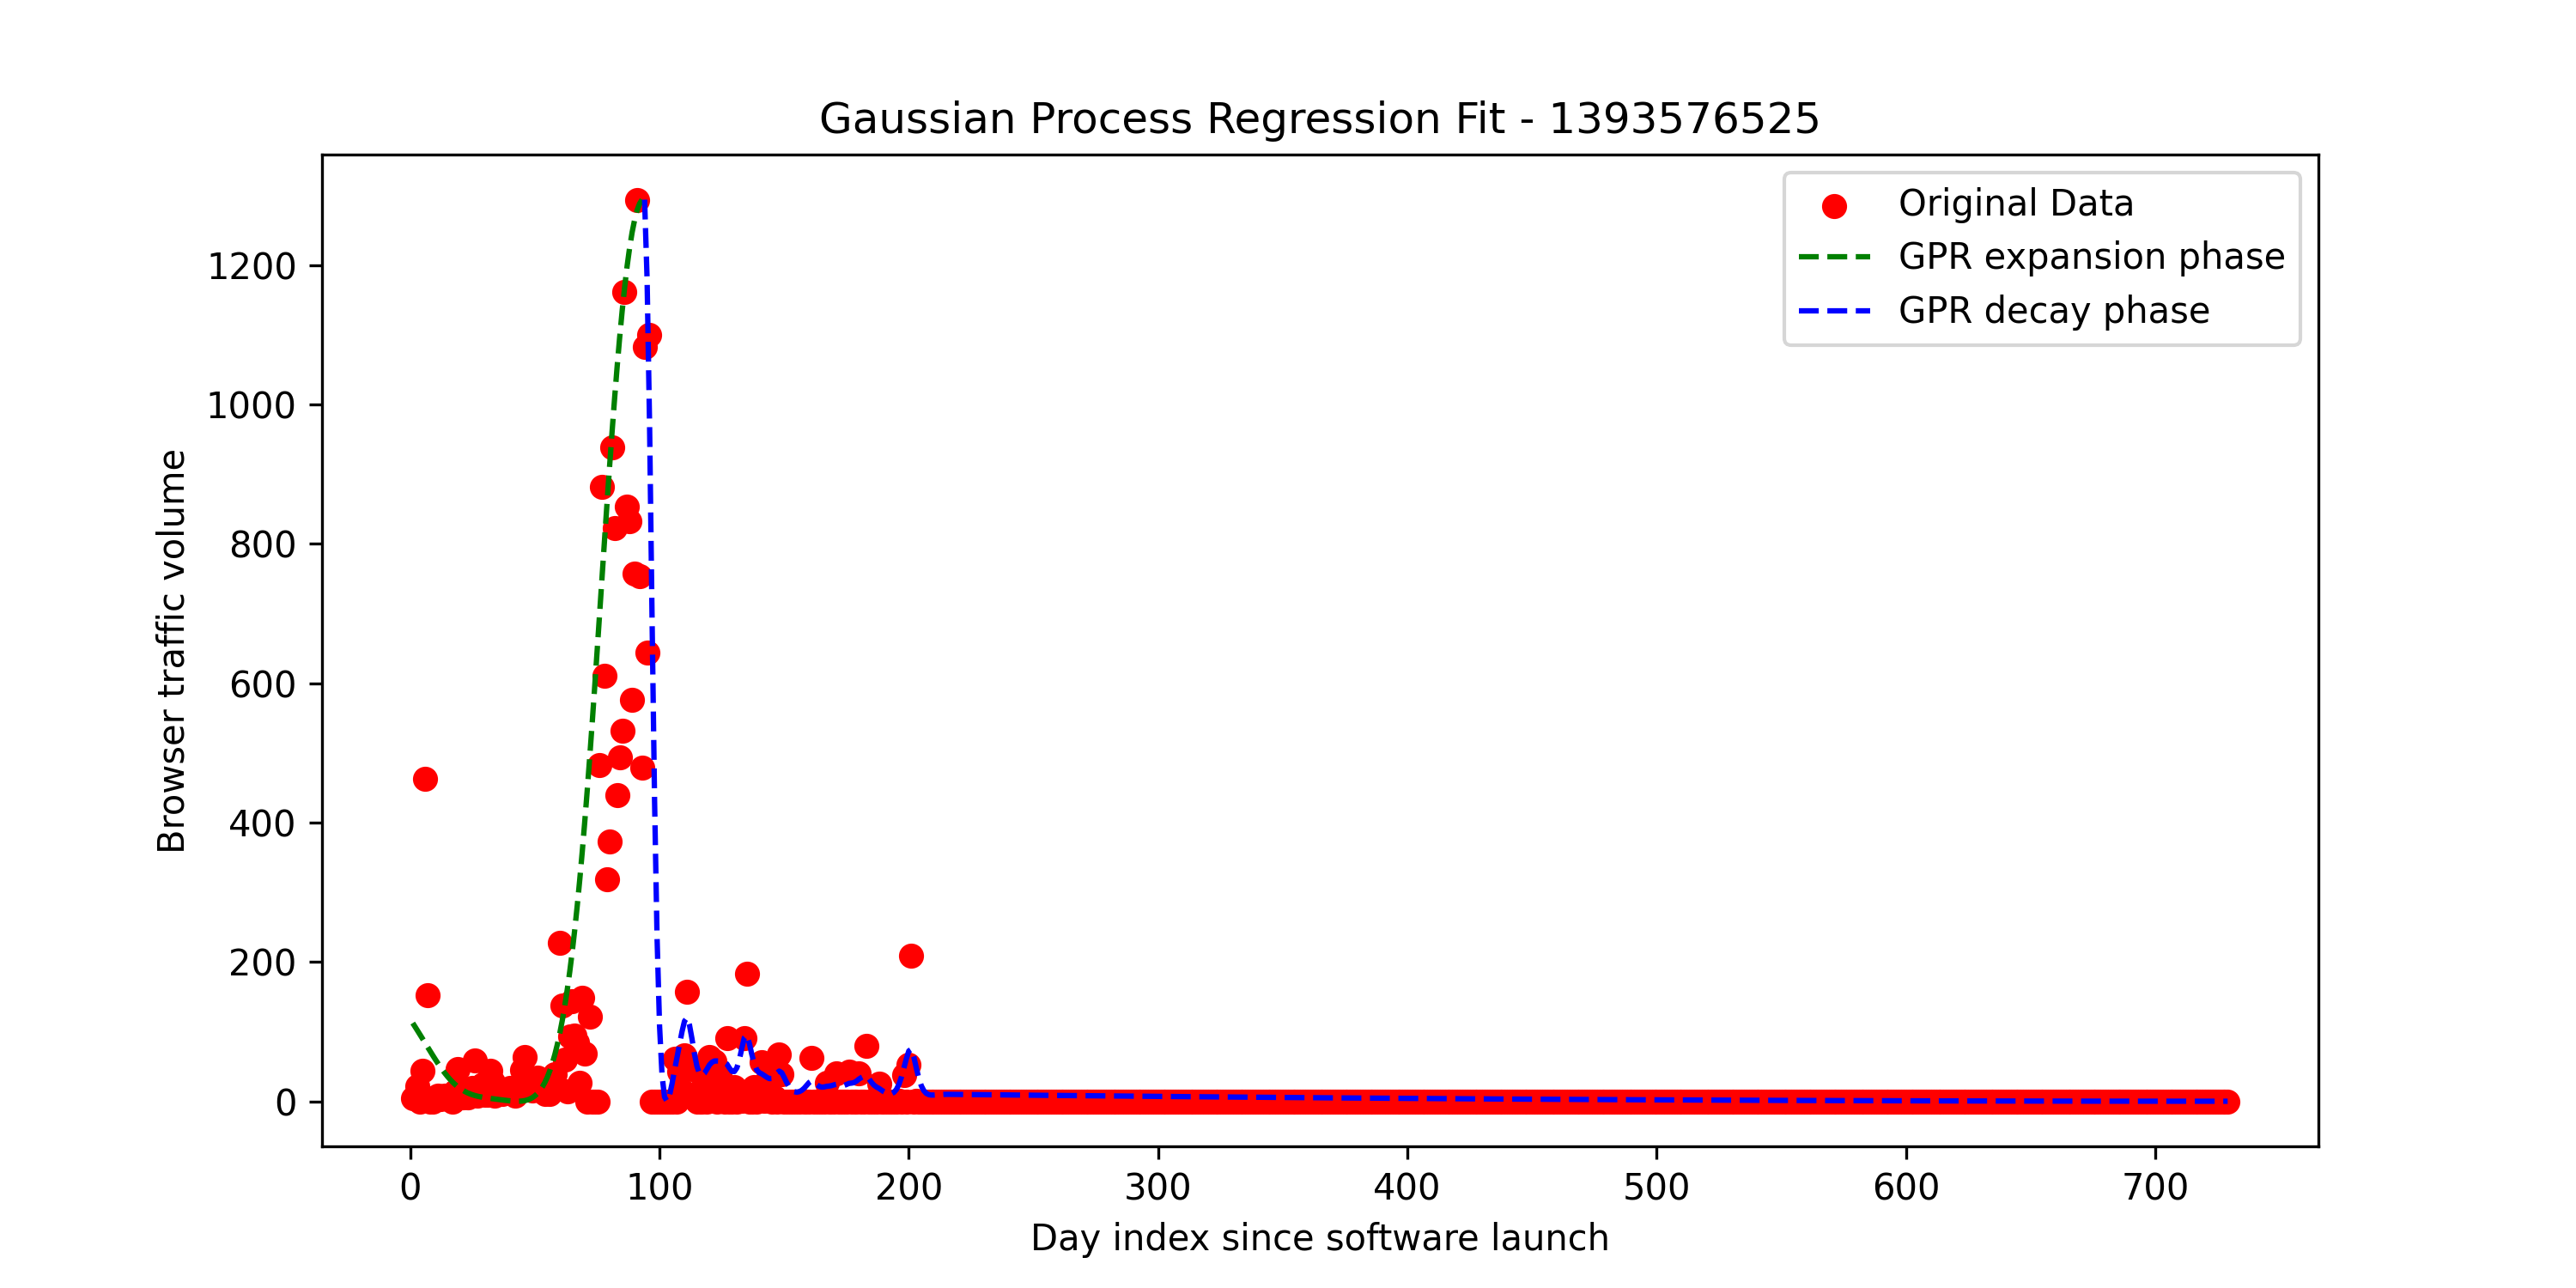 Gaussian Process Regression Fit - 1393576525
Original Data
GPR expansion phase
GPR decay phase
Browser traffic volume
1200
1000
800
600
400
200
0
0 100 200 300 400 500 600 700
Day index since software launch